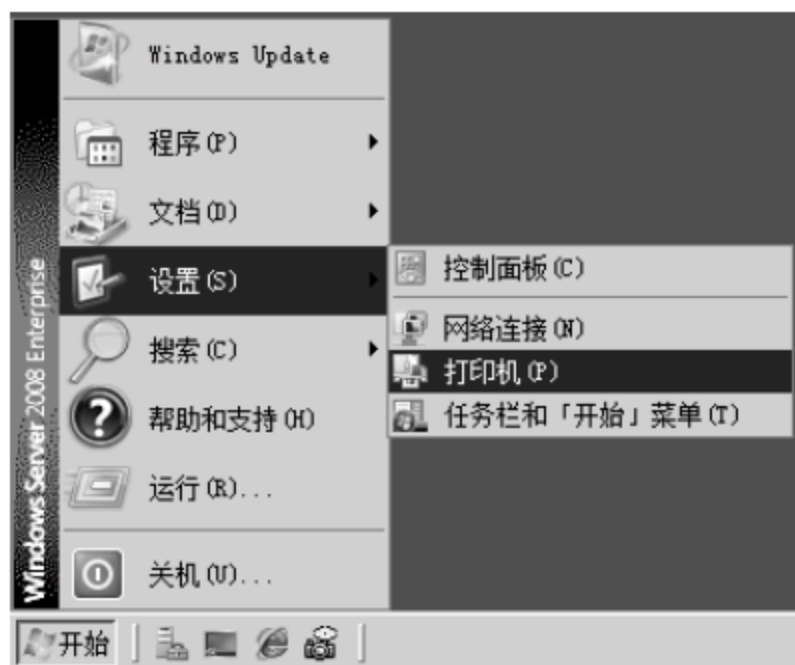 Windows Update
程序(P)
文档(D)
设置(S)
搜索(C)
帮助和支持(H)
运行(R)...
关机(U)...
控制面板(C)
网络连接(N)
打印机(P)
任务栏和「开始」菜单(T)
Windows Server 2008 Enterprise
开始